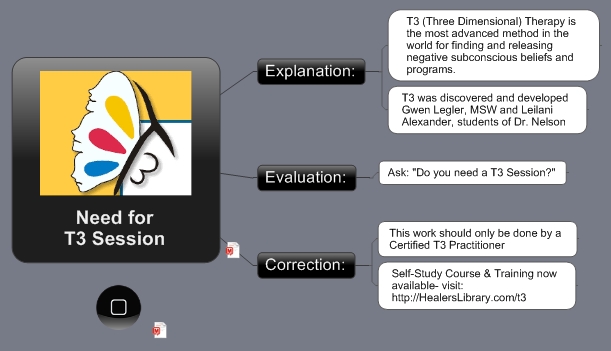 Need for
T3 Session
Explanation:
T3 (Three Dimensional) Therapy is
the most advanced method in the
world for finding and releasing
negative subconscious beliefs and
programs.
T3 was discovered and developed
Gwen Legler, MSW and Leilani
Alexander, students of Dr. Nelson
Evaluation:
Ask: "Do you need a T3 Session?"
Correction:
This work should only be done by a
Certified T3 Practitioner
Self-Study Course & Training now
available- visit:
http://HealersLibrary.com/t3